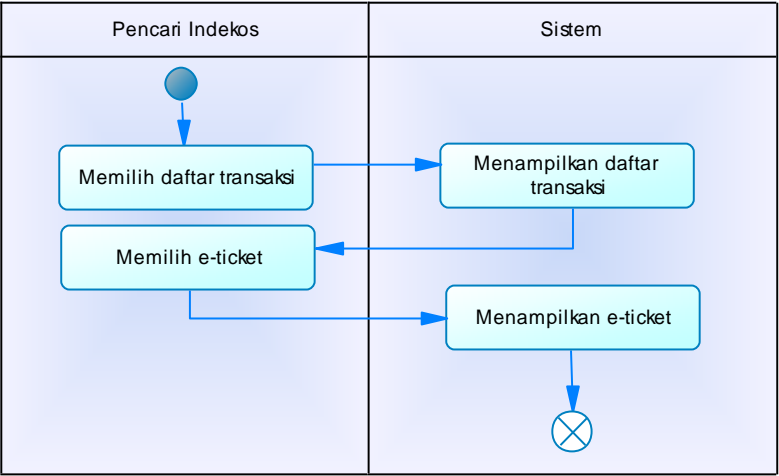 Pencari Indekos
Sistem
Memilih daftar transaksi
Menampilkan daftar
transaksi
Memilih e-ticket
Menampilkan e-ticket